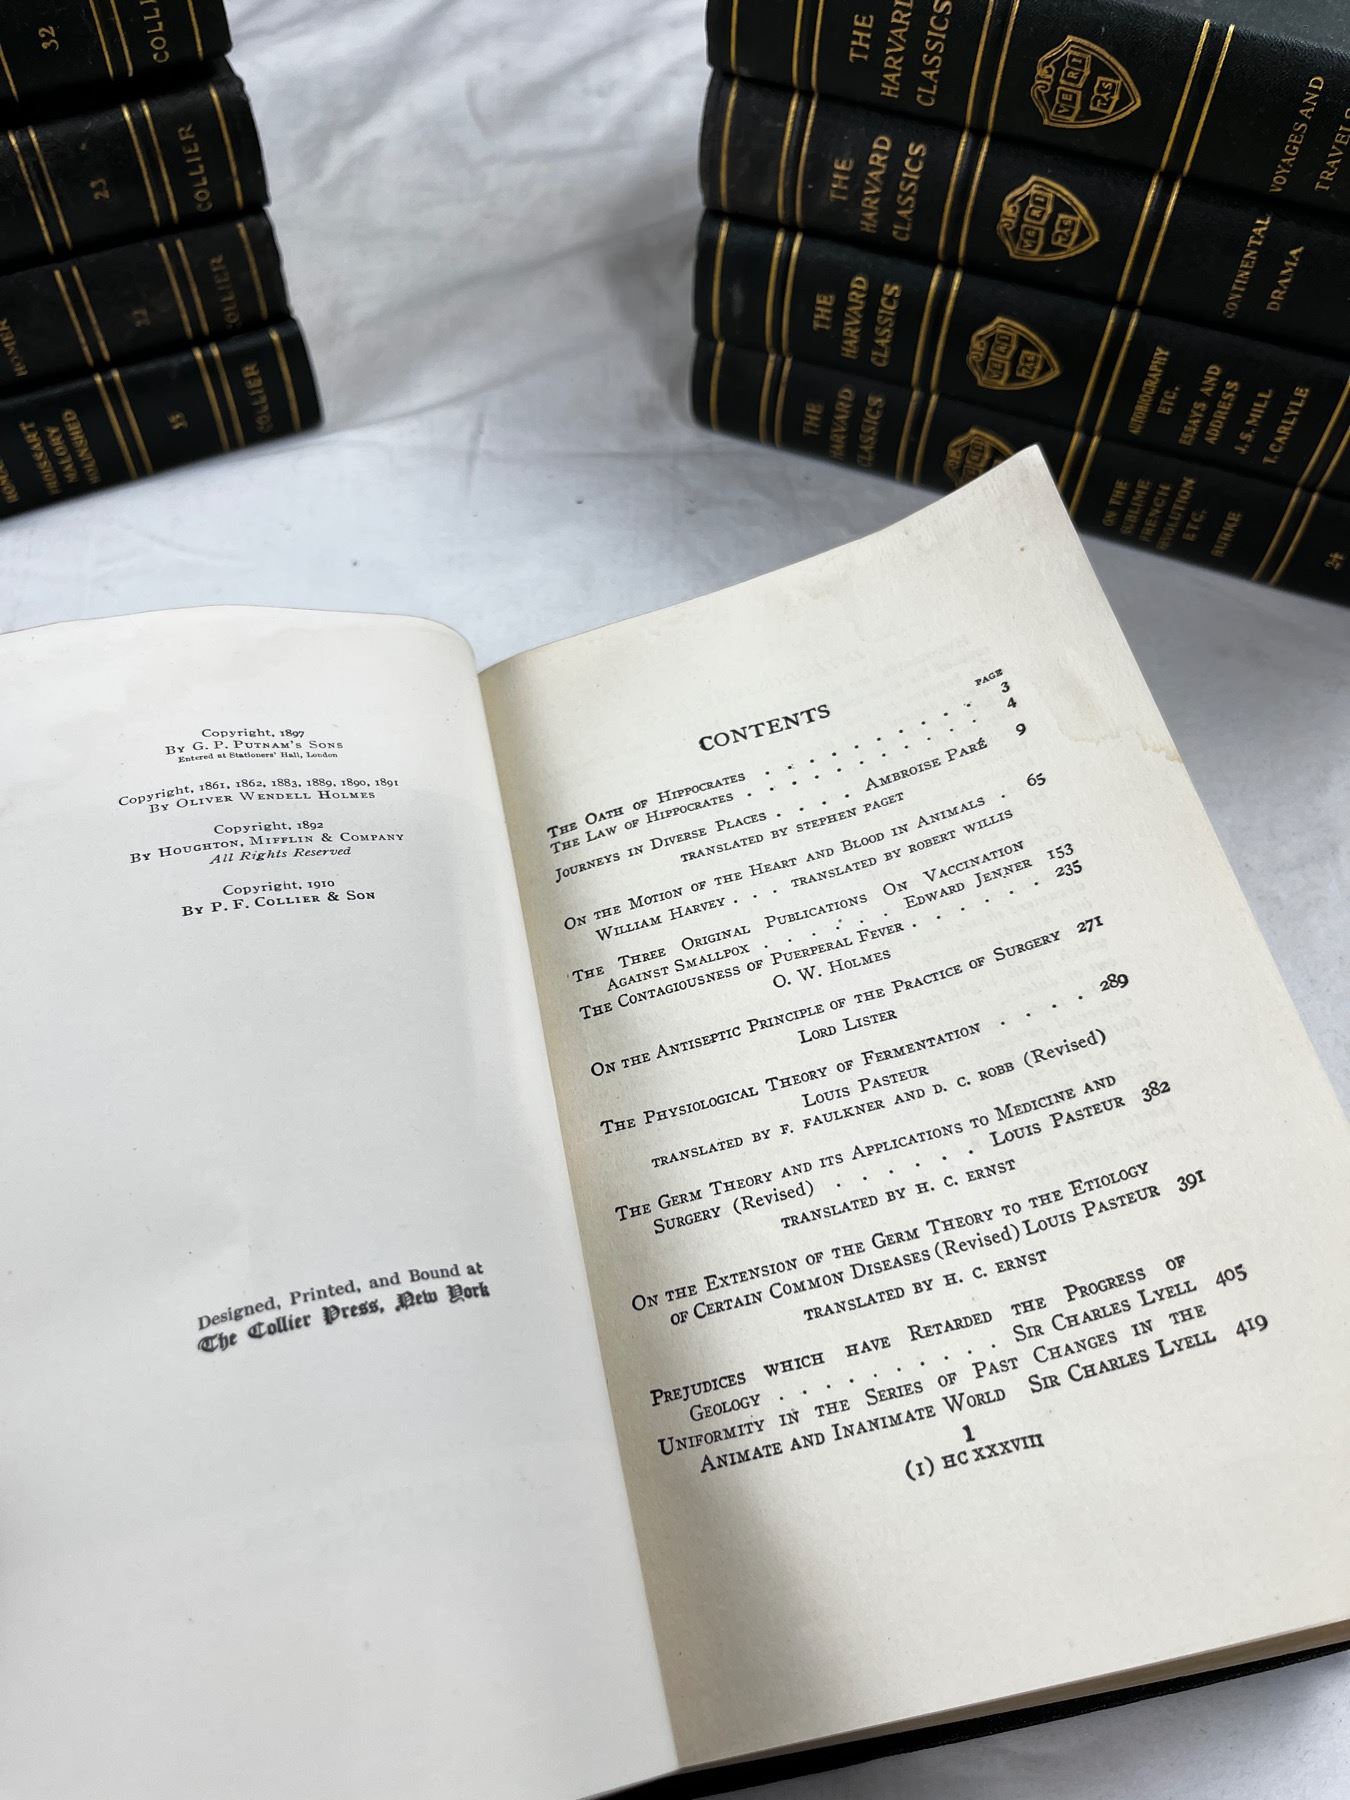 32
COLLIER
23
COLLIER
22
COLLIER
FROISSART
MALORY
HOLINSHED
35
COLLIER
THE
HARVARD
CLASSICS
VERI
TAS
VOYAGES AND
TRAVELS
THE
HARVARD
CLASSICS
VERI
TAS
CONTINENTAL
DRAMA
THE
HARVARD
CLASSICS
VERI
TAS
AUTOBIOGRAPHY
ETC.
ESSAYS AND
ADDRESS
J. S. MILL
T. CARLYLE
THE
HARVARD
CLASSICS
ON THE
SUBLIME
FRENCH
REVOLUTION
ETC.
BURKE
24
Copyright, 1897
By G. P. Putnam's Sons
Entered at Stationers' Hall, London
Copyright, 1861, 1862, 1883, 1889, 1890, 1891
By Oliver Wendell Holmes
Copyright, 1892
By Houghton, Mifflin & Company
All Rights Reserved
Copyright, 1910
By P. F. Collier & Son
Designed, Printed, and Bound at
The Collier Press, New York
CONTENTS
PAGE
The Oath of Hippocrates . . . . . . . . . 3
The Law of Hippocrates . . . . . . . . . 4
Journeys in Diverse Places . . . . Ambroise Paré 9
translated by stephen paget
On the Motion of the Heart and Blood in Animals . 65
William Harvey . . . translated by robert willis
The Three Original Publications On Vaccination
Against Smallpox . . . . . . Edward Jenner 153
The Contagiousness of Puerperal Fever . . . . . 235
O. W. Holmes
On the Antiseptic Principle of the Practice of Surgery 271
Lord Lister
The Physiological Theory of Fermentation . . . . 289
Louis Pasteur
translated by f. faulkner and d. c. robb (Revised)
The Germ Theory and its Applications to Medicine and
Surgery (Revised) . . . . . . Louis Pasteur 382
translated by h. c. ernst
On the Extension of the Germ Theory to the Etiology
of Certain Common Diseases (Revised) Louis Pasteur 391
translated by h. c. ernst
Prejudices which have Retarded the Progress of
Geology . . . . . . . . . . Sir Charles Lyell 405
Uniformity in the Series of Past Changes in the
Animate and Inanimate World Sir Charles Lyell 419
1
(1) HC XXXVIII